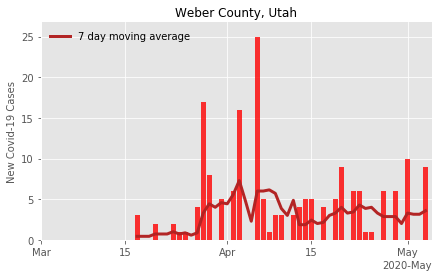 Weber County, Utah
7 day moving average
New Covid-19 Cases
25
20
15
10
5
0
Mar
15
Apr
15
May
2020-May